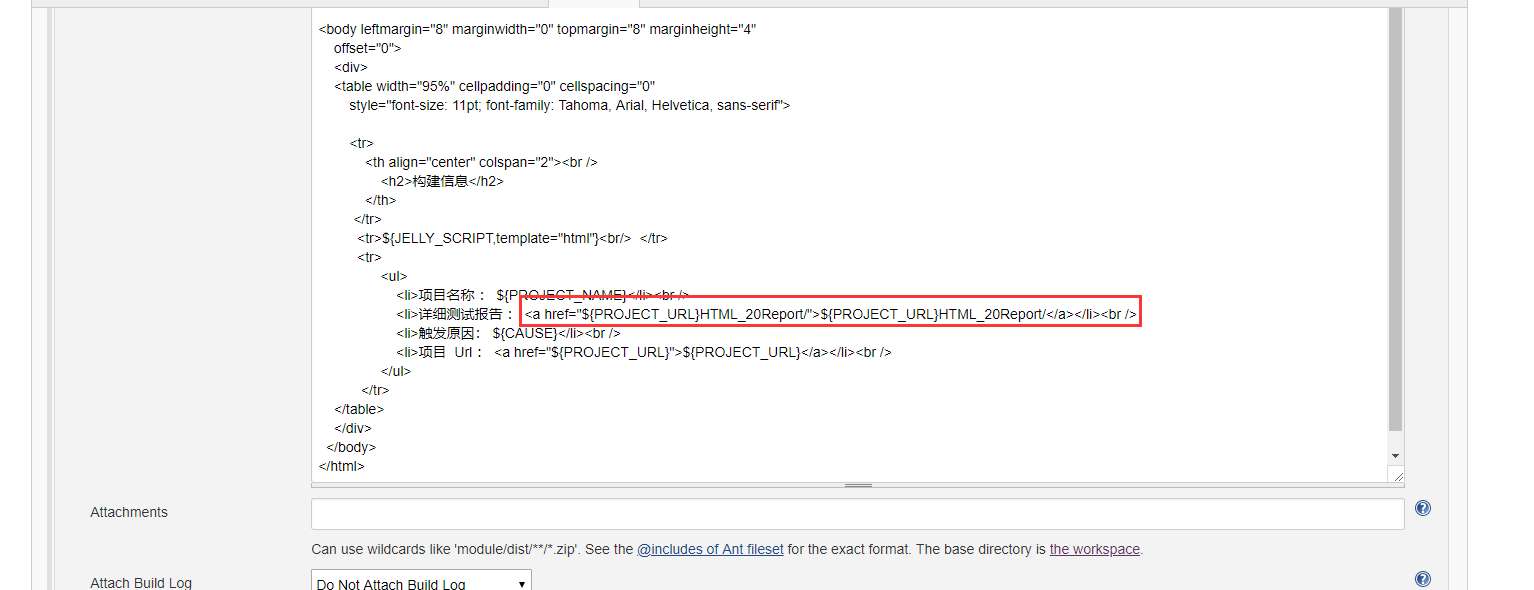 <body leftmargin="8" marginwidth="0" topmargin="8" marginheight="4"
offset="0">
<div>
<table width="95%" cellpadding="0" cellspacing="0"
style="font-size: 11pt; font-family: Tahoma, Arial, Helvetica, sans-serif">
<tr>
<th align="center" colspan="2"><br />
<h2>构建信息</h2>
</th>
</tr>
<tr>${JELLY_SCRIPT,template="html"}<br/>  </tr>
<tr>
<ul>
<li>项目名称 ： ${PROJECT_NAME}</li><br />
<li>详细测试报告 ： <a href="${PROJECT_URL}HTML_20Report/">${PROJECT_URL}HTML_20Report/</a></li><br />
<li>触发原因： ${CAUSE}</li><br />
<li>项目  Url ： <a href="${PROJECT_URL}">${PROJECT_URL}</a></li><br />
</ul>
</tr>
</table>
</div>
</body>
</html>
Attachments
Can use wildcards like 'module/dist/**/*.zip'. See the @includes of Ant fileset for the exact format. The base directory is the workspace.
Attach Build Log
Do Not Attach Build Log